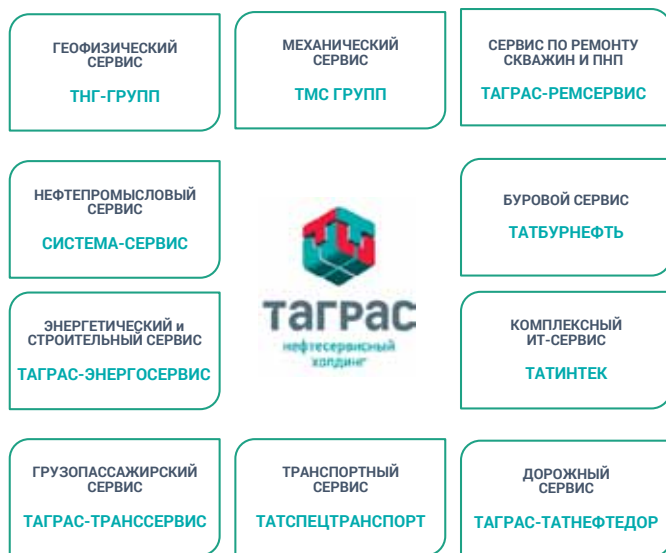 ГЕОФИЗИЧЕСКИЙ
СЕРВИС
ТНГ-ГРУПП
МЕХАНИЧЕСКИЙ
СЕРВИС
ТМС ГРУПП
СЕРВИС ПО РЕМОНТУ
СКВАЖИН И ПНП
ТАГРАС-РЕМСЕРВИС
НЕФТЕПРОМЫСЛОВЫЙ
СЕРВИС
СИСТЕМА-СЕРВИС
БУРОВОЙ СЕРВИС
ТАТБУРНЕФТЬ
ТАГРАС
нефтесервисный
холдинг
ЭНЕРГЕТИЧЕСКИЙ и
СТРОИТЕЛЬНЫЙ СЕРВИС
ТАГРАС-ЭНЕРГОСЕРВИС
КОМПЛЕКСНЫЙ
ИТ-СЕРВИС
ТАТИНТЕК
ГРУЗОПАССАЖИРСКИЙ
СЕРВИС
ТАГРАС-ТРАНССЕРВИС
ТРАНСПОРТНЫЙ
СЕРВИС
ТАТСПЕЦТРАНСПОРТ
ДОРОЖНЫЙ
СЕРВИС
ТАГРАС-ТАТНЕФТЕДОР